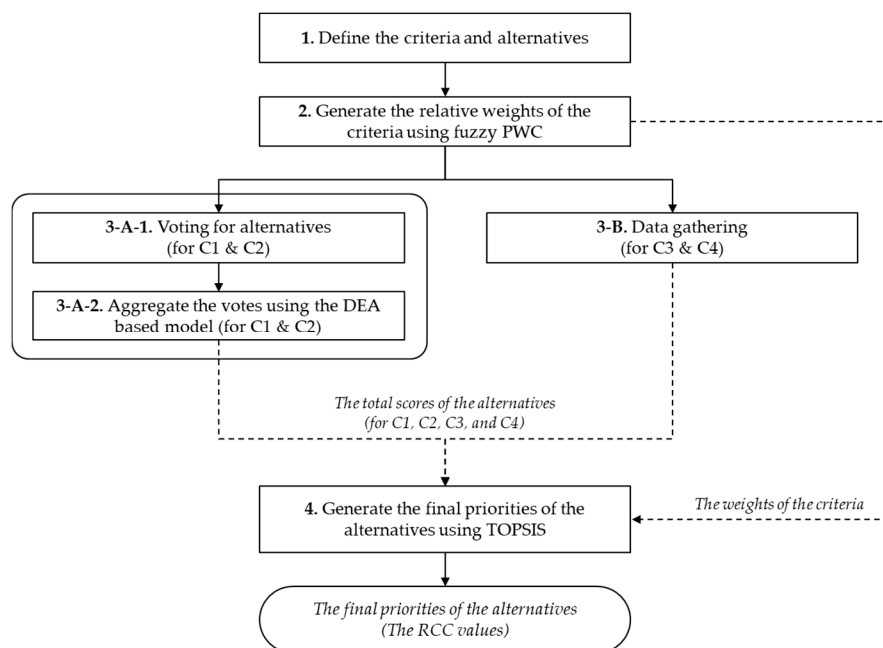 1. Define the criteria and alternatives
2. Generate the relative weights of the
criteria using fuzzy PWC
3-A-1. Voting for alternatives
(for C1 & C2)
3-B. Data gathering
(for C3 & C4)
3-A-2. Aggregate the votes using the DEA
based model (for C1 & C2)
The total scores of the alternatives
(for C1, C2, C3, and C4)
4. Generate the final priorities of the
alternatives using TOPSIS
The weights of the criteria
The final priorities of the alternatives
(The RCC values)